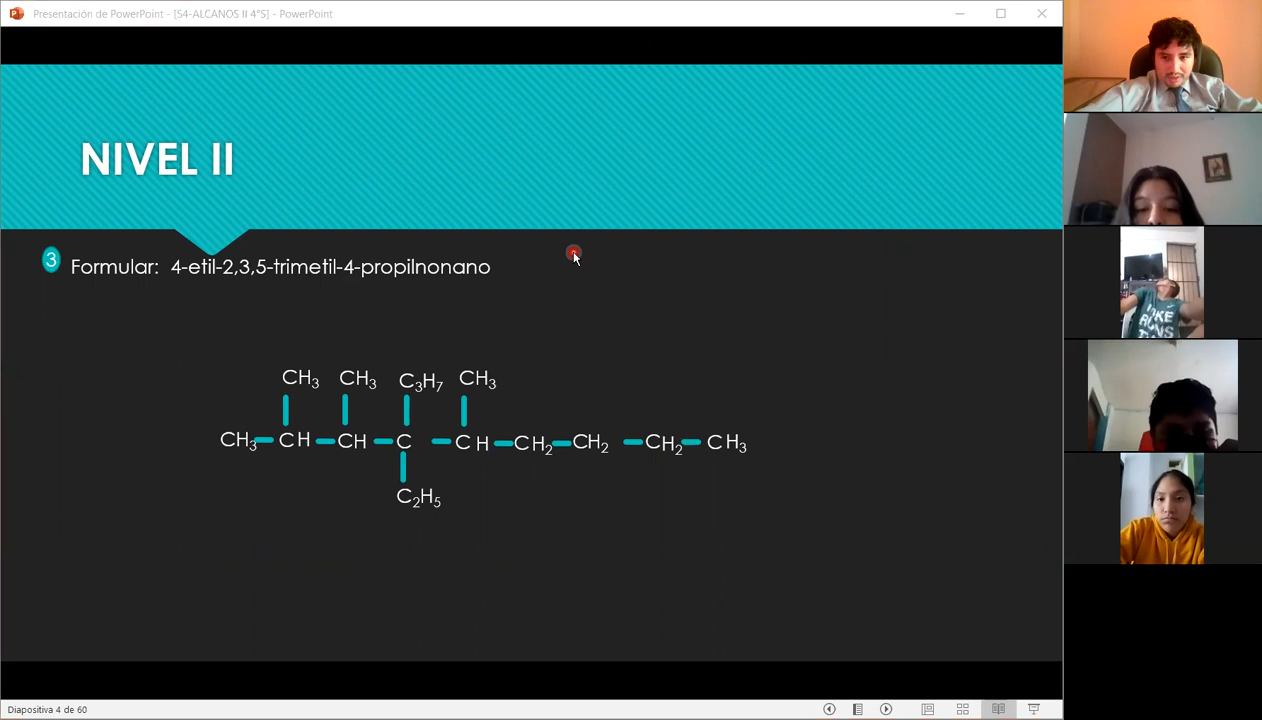 Presentación de PowerPoint - [S4-ALCANOS II 4°S] - PowerPoint
NIVEL II
3 Formular: 4-etil-2,3,5-trimetil-4-propilnonano
CH3 CH3 C3H7 CH3
CH3 CH CH C CH CH2 CH2 CH2 CH3
C2H5
Diapositiva 4 de 60